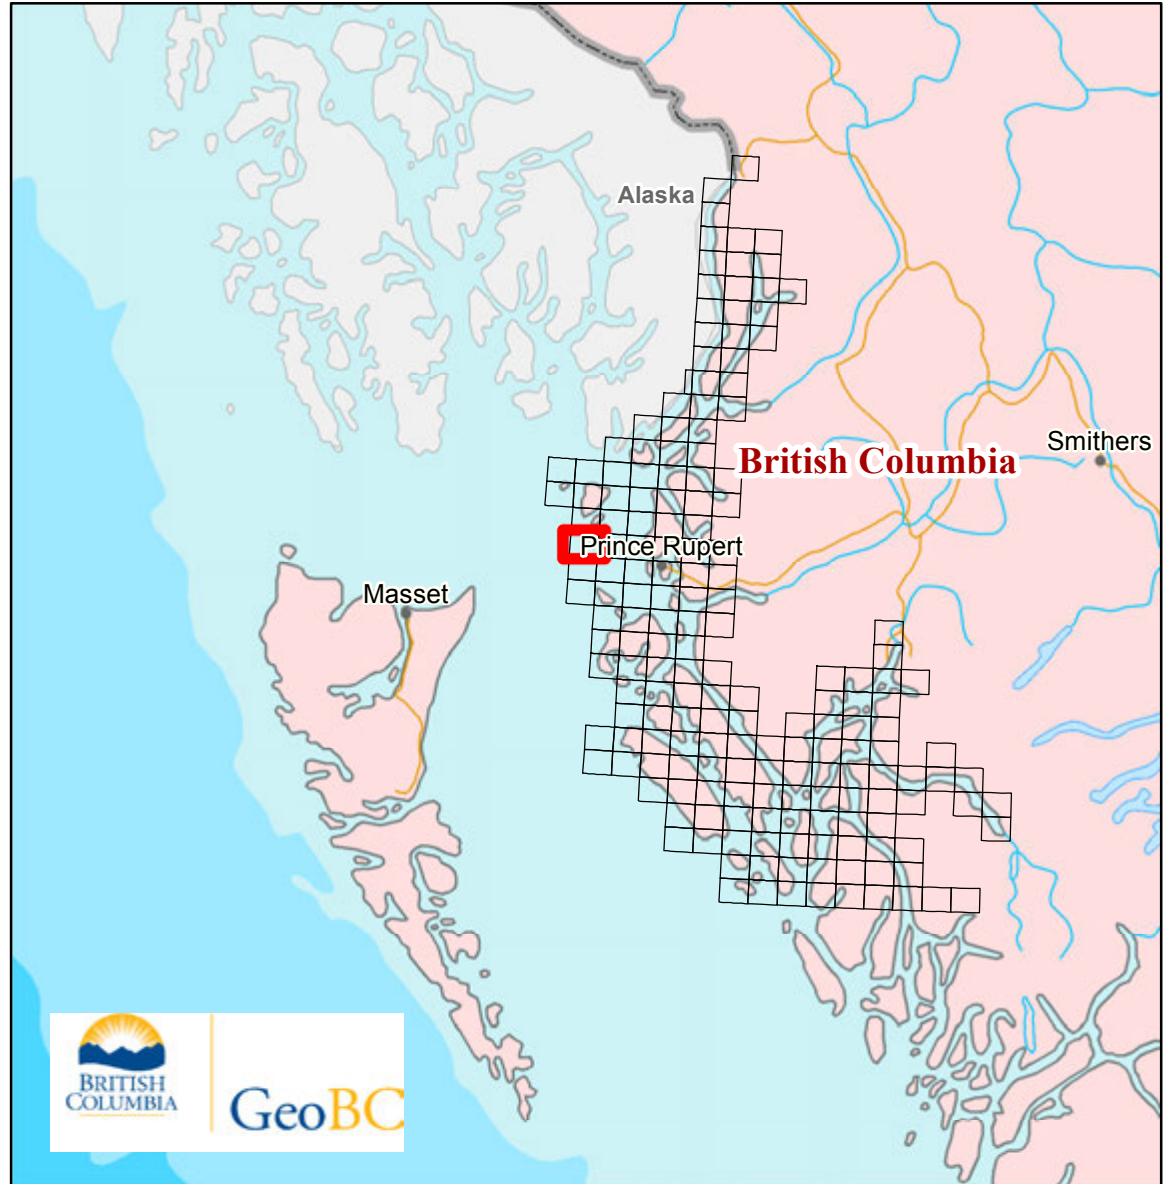 Alaska
British Columbia
Smithers
Prince Rupert
Masset
BRITISH
COLUMBIA
GeoBC